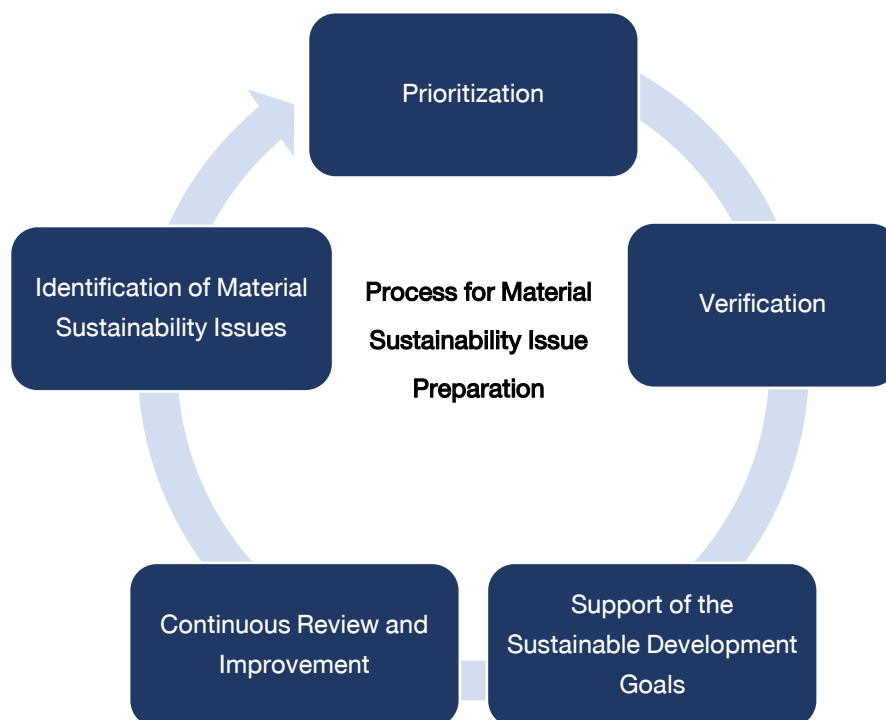 Prioritization
Identification of Material
Sustainability Issues
Process for Material
Sustainability Issue
Preparation
Verification
Continuous Review and
Improvement
Support of the
Sustainable Development
Goals